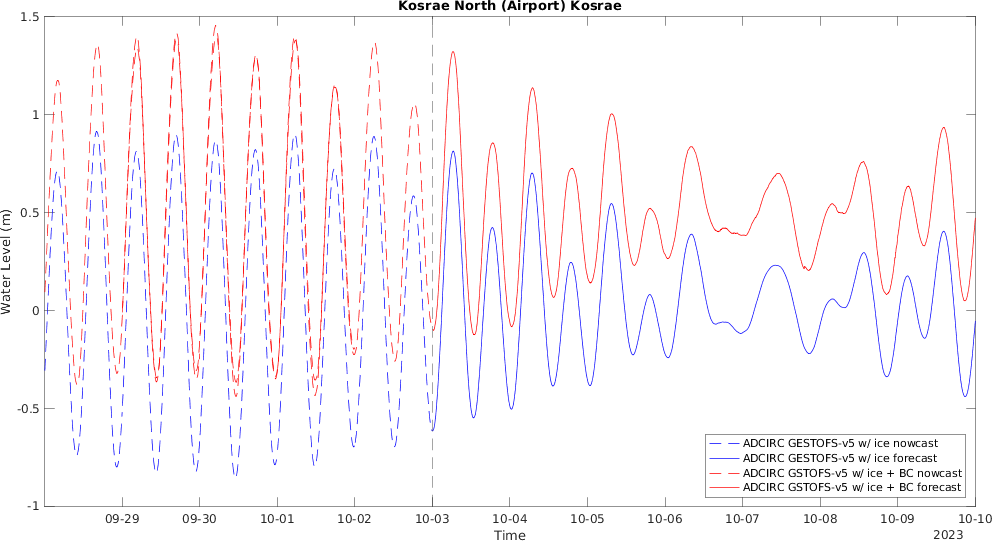 Kosrae North (Airport) Kosrae
Water Level (m)
1.5
1
0.5
0
-0.5
-1
ADCIRC GESTOFS-v5 w/ ice nowcast
ADCIRC GESTOFS-v5 w/ ice forecast
ADCIRC GSTOFS-v5 w/ ice + BC nowcast
ADCIRC GSTOFS-v5 w/ ice + BC forecast
09-29 09-30 10-01 10-02 10-03 10-04 10-05 10-06 10-07 10-08 10-09 10-10
Time
2023